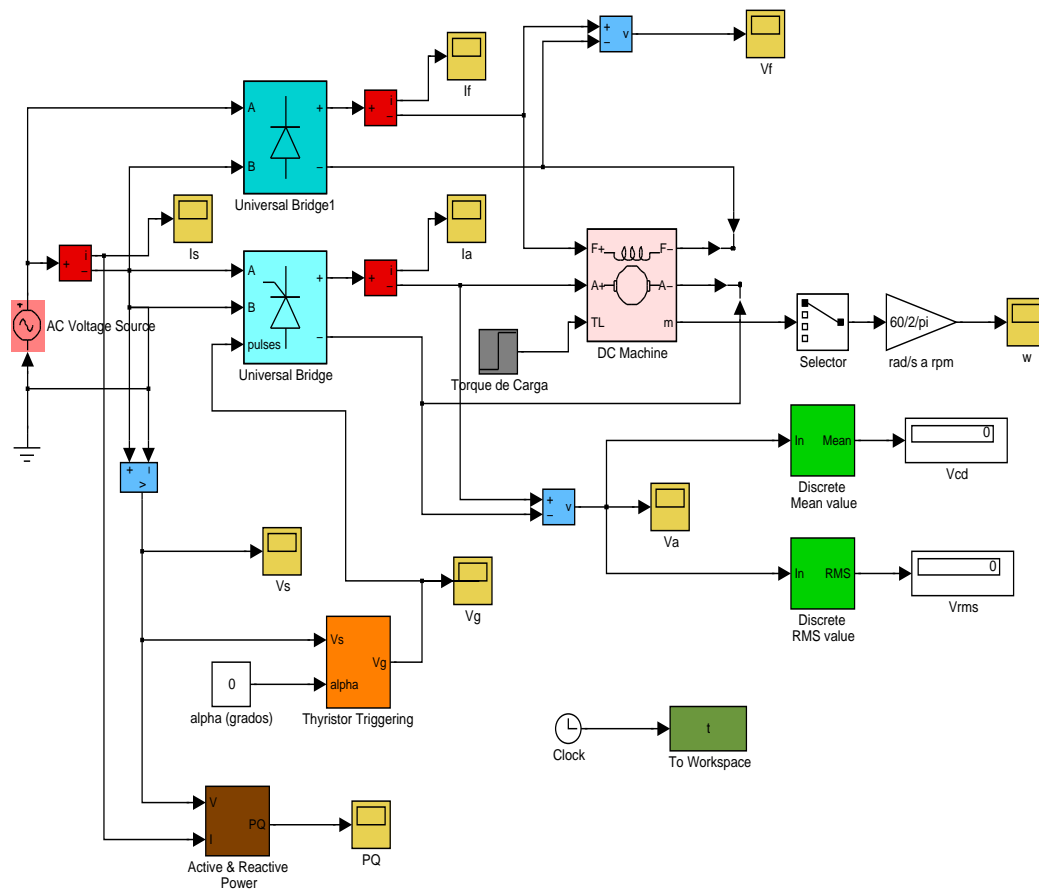 +
−
v
Vf
If
A
B
+
−
+
i
−
Universal Bridge1
Is
Ia
+
i
−
A
B
pulses
+
−
+
i
−
Universal Bridge
+
AC Voltage Source
F+
F−
A+
A−
TL
m
DC Machine
Torque de Carga
Selector
60/2/pi
rad/s a rpm
w
+
−
>
Vs
+
−
v
Va
Vg
In
Mean
Discrete
Mean value
0
Vcd
In
RMS
Discrete
RMS value
0
Vrms
Vs
Vg
alpha
Thyristor Triggering
0
alpha (grados)
Clock
t
To Workspace
V
I
PQ
Active & Reactive
Power
PQ